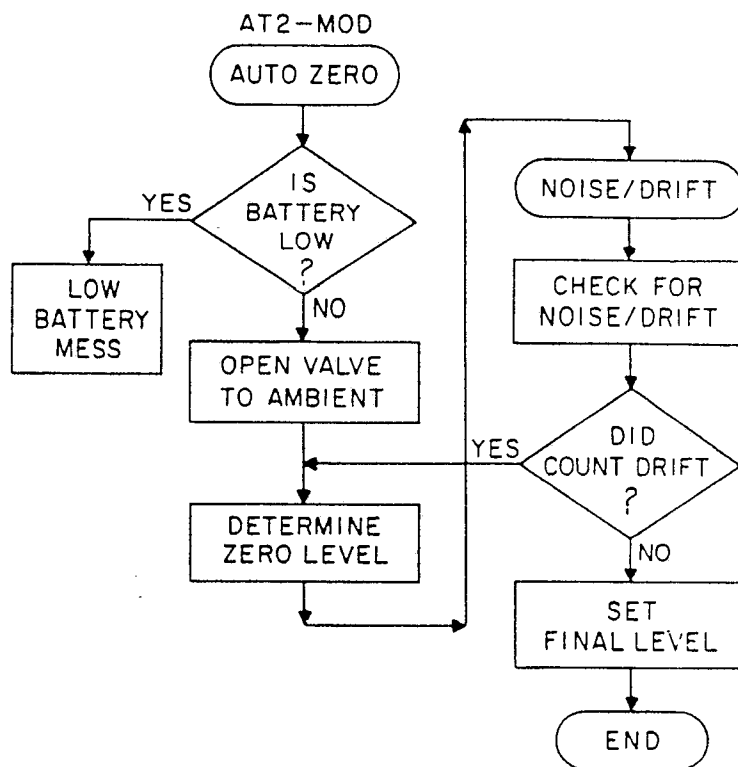 AT2-MOD
AUTO ZERO
IS
BATTERY
LOW
?
YES
LOW
BATTERY
MESS
NO
OPEN VALVE
TO AMBIENT
DETERMINE
ZERO LEVEL
NOISE/DRIFT
CHECK FOR
NOISE/DRIFT
DID
COUNT DRIFT
?
YES
NO
SET
FINAL LEVEL
END